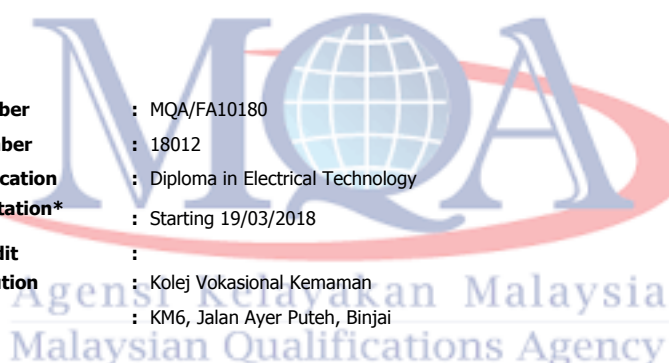 MQA
ber : MQA/FA10180
ber : 18012
cation : Diploma in Electrical Technology
tation* : Starting 19/03/2018
dit :
ution : Kolej Vokasional Kemaman
: KM6, Jalan Ayer Puteh, Binjai
Agensi Kelayakan Malaysia
Malaysian Qualifications Agency